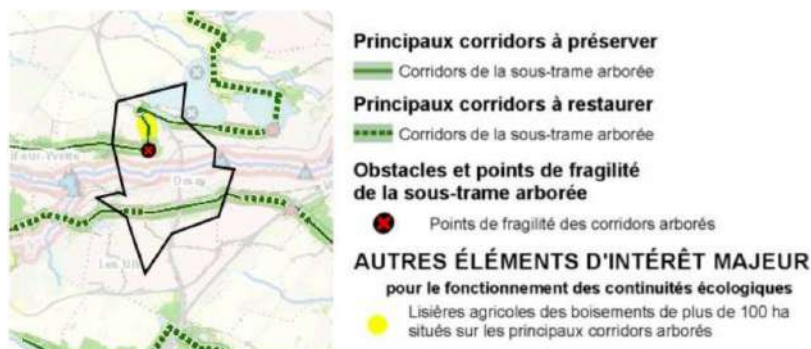 Principaux corridors à préserver
Corridors de la sous-trame arborée
Principaux corridors à restaurer
Corridors de la sous-trame arborée
Obstacles et points de fragilité
de la sous-trame arborée
Points de fragilité des corridors arborés
AUTRES ÉLÉMENTS D'INTÉRÊT MAJEUR
pour le fonctionnement des continuités écologiques
Lisières agricoles des boisements de plus de 100 ha
situés sur les principaux corridors arborés